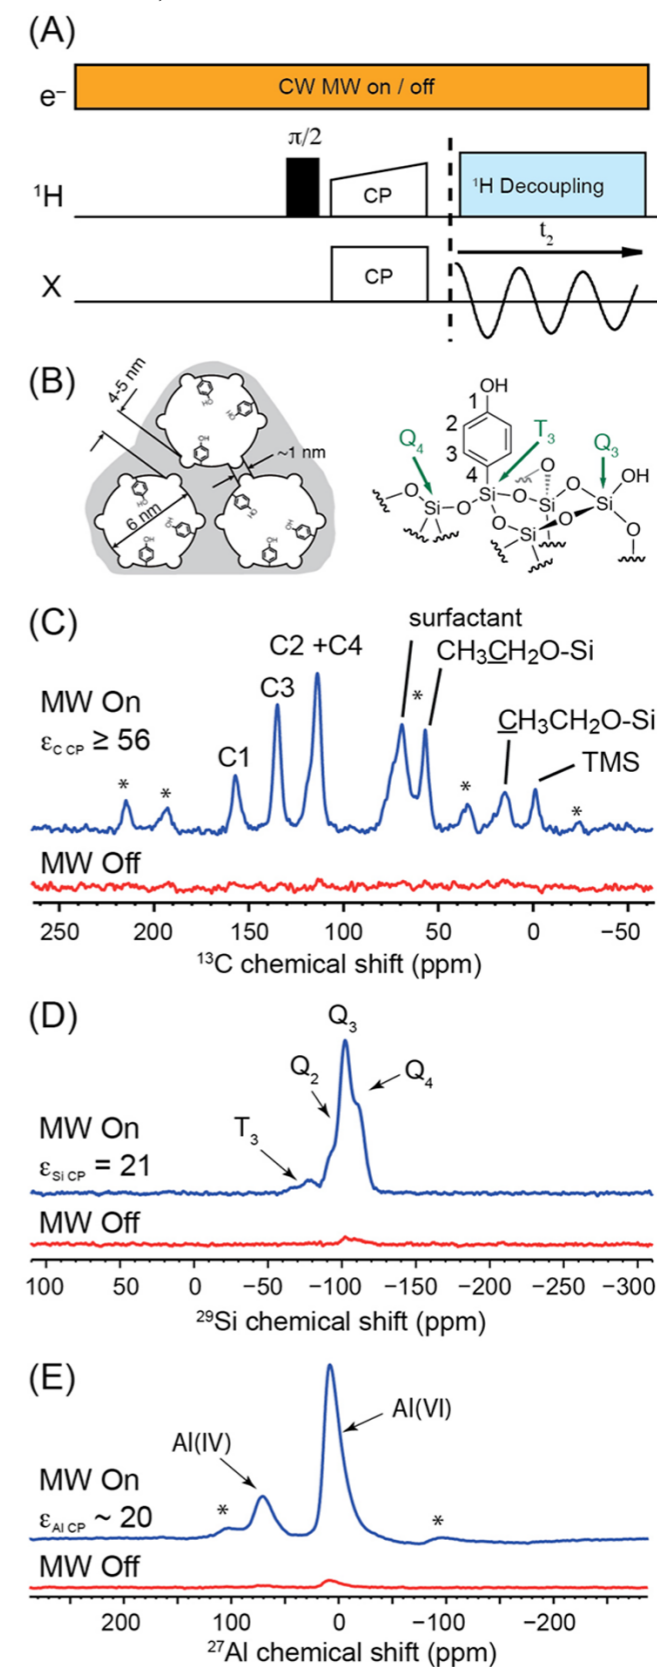 (A)
e⁻
CW MW on / off
π/2
¹H
CP
¹H Decoupling
t₂
X
CP
(B)
4-5 nm
~1 nm
6 nm
OH
1
2
3
4
Q₄
T₃
Q₃
OH
O
Si
O
Si
O
Si
O
Si
O
Si
O
(C)
surfactant
C2 +C4
CH3CH2O-Si
MW On
C3
*
ε_C CP ≥ 56
CH3CH2O-Si
C1
TMS
* * * *
MW Off
250 200 150 100 50 0 −50
¹³C chemical shift (ppm)
(D)
Q₃
Q₂
Q₄
MW On
T₃
ε_Si CP = 21
MW Off
100 50 0 −50 −100 −150 −200 −250 −300
²⁹Si chemical shift (ppm)
(E)
Al(VI)
Al(IV)
MW On
ε_Al CP ~ 20
* *
MW Off
200 100 0 −100 −200
²⁷Al chemical shift (ppm)